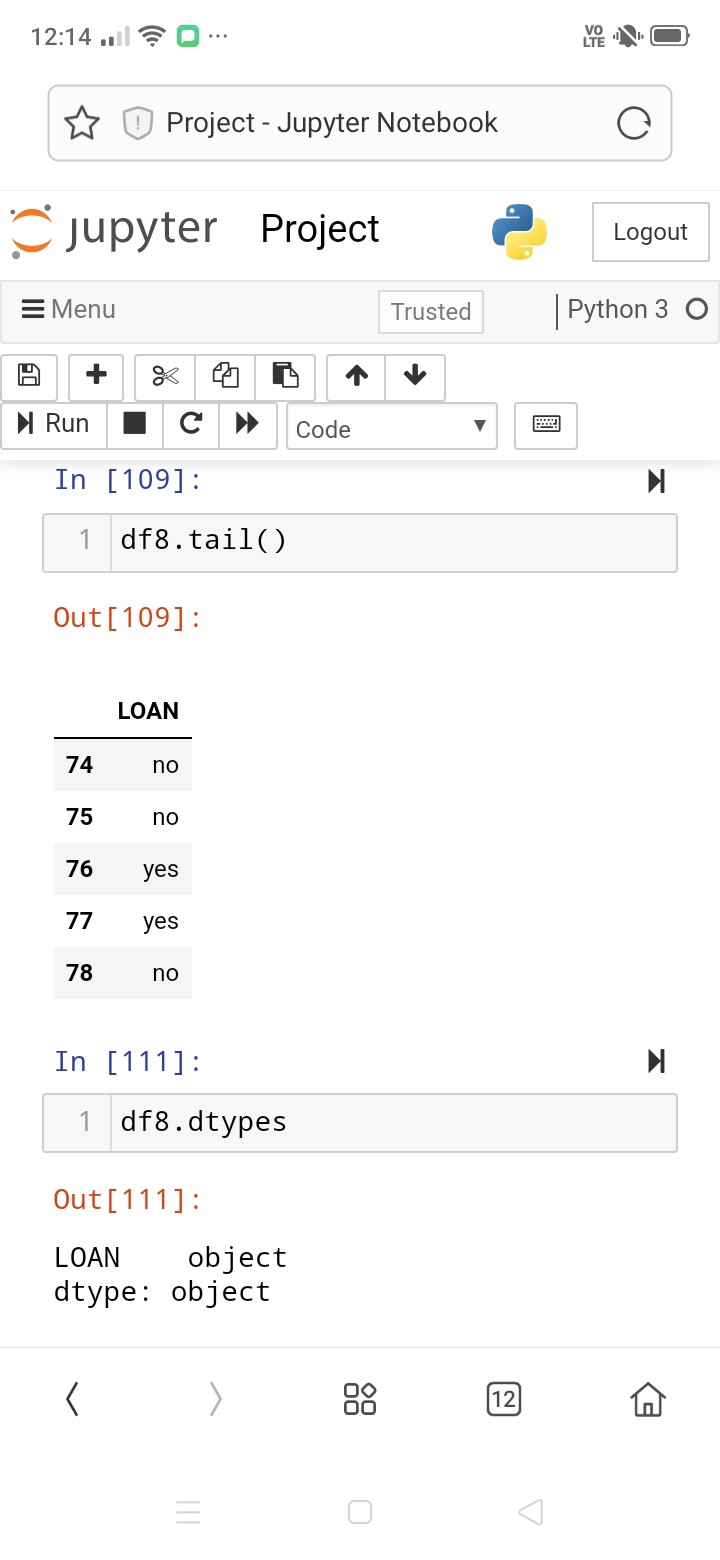 12:14 VO LTE
Project - Jupyter Notebook
jupyter Project Logout
Menu Trusted Python 3
Run Code
In [109]:
1 df8.tail()
Out[109]:
LOAN
74 no
75 no
76 yes
77 yes
78 no
In [111]:
1 df8.dtypes
Out[111]:
LOAN object
dtype: object
12